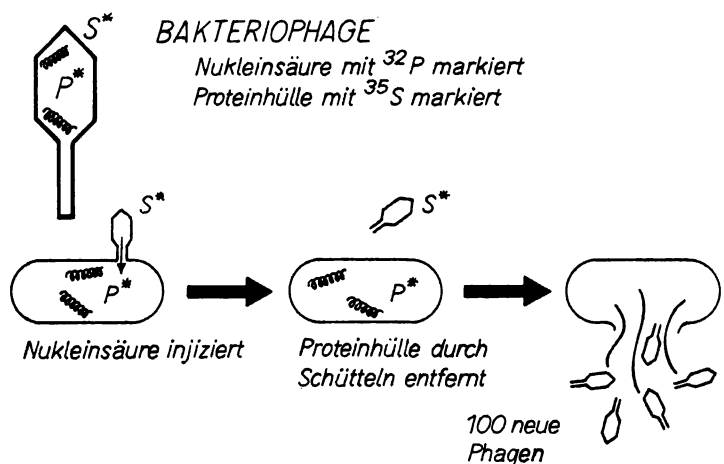 S*
BAKTERIOPHAGE
Nukleinsäure mit ³²P markiert
P*
Proteinhülle mit ³⁵S markiert
S*
S*
P*
P*
Nukleinsäure injiziert
Proteinhülle durch
Schütteln entfernt
100 neue
Phagen